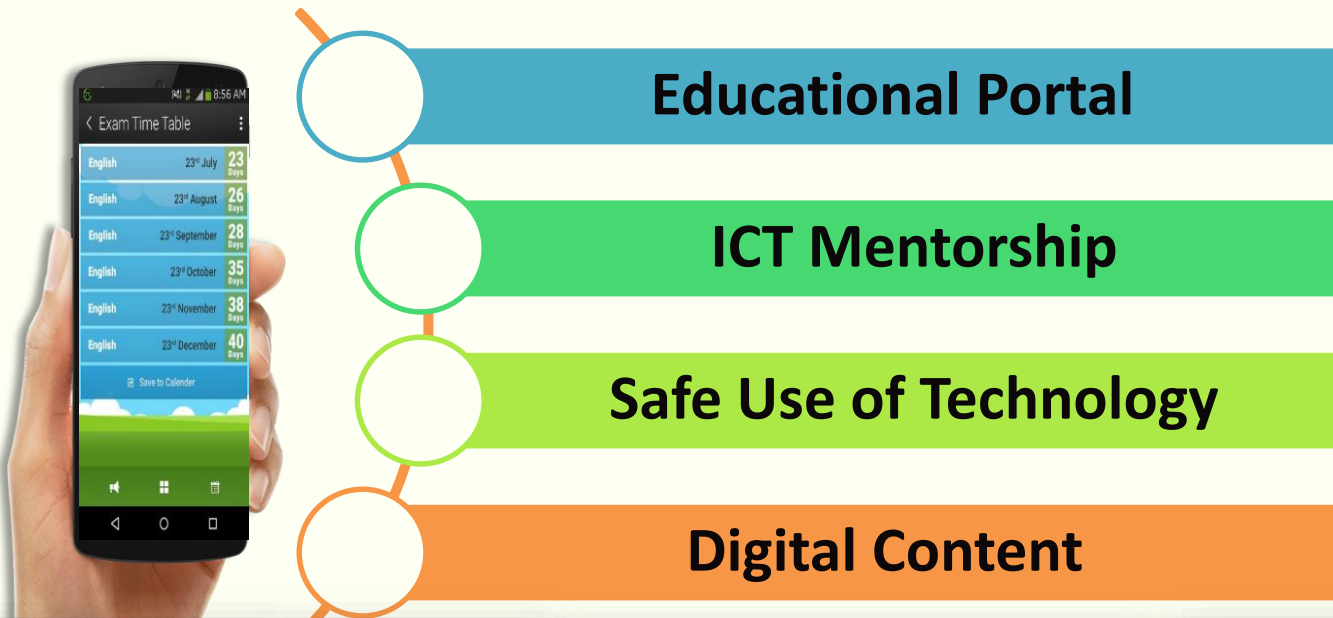 8:56 AM
Exam Time Table
English 23rd July 23 Days
English 23rd August 26 Days
English 23rd September 28 Days
English 23rd October 35 Days
English 23rd November 38 Days
English 23rd December 40 Days
Save to Calender
Educational Portal
ICT Mentorship
Safe Use of Technology
Digital Content